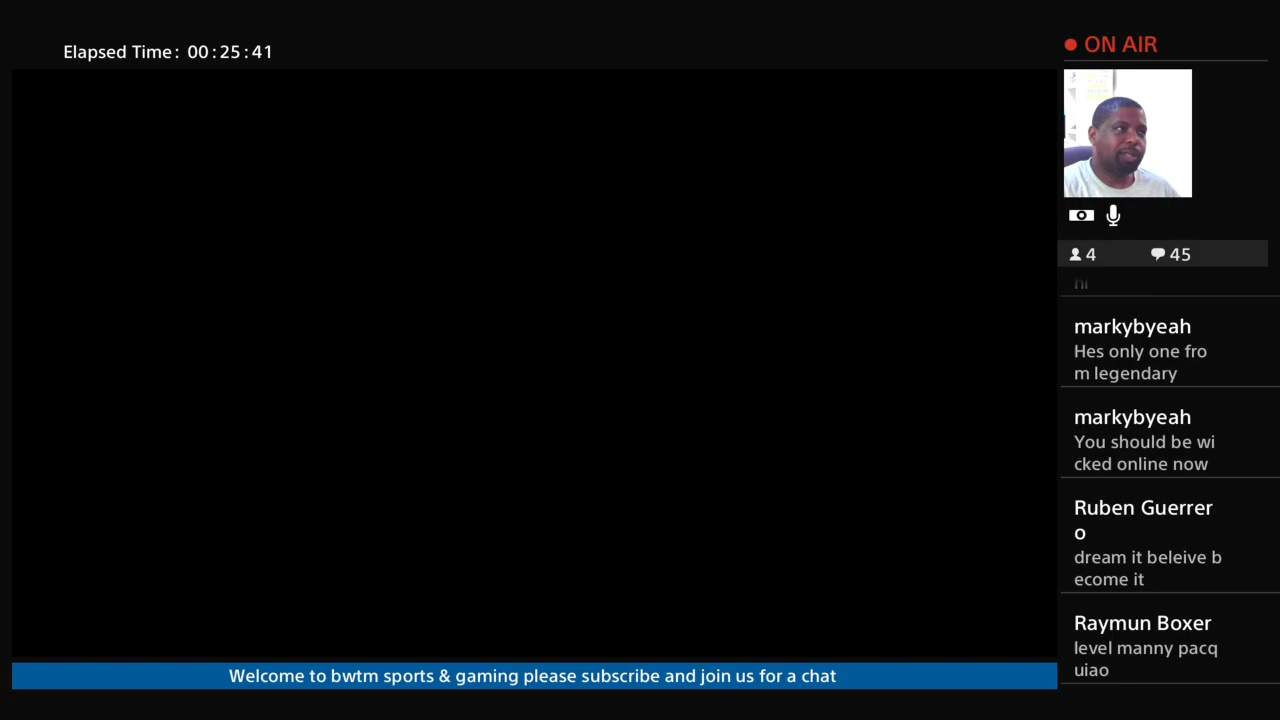 Elapsed Time: 00:25:41
ON AIR
4 45
hi
markybyeah
Hes only one fro
m legendary
markybyeah
You should be wi
cked online now
Ruben Guerrer
o
dream it beleive b
ecome it
Raymun Boxer
level manny pacq
uiao
Welcome to bwtm sports & gaming please subscribe and join us for a chat